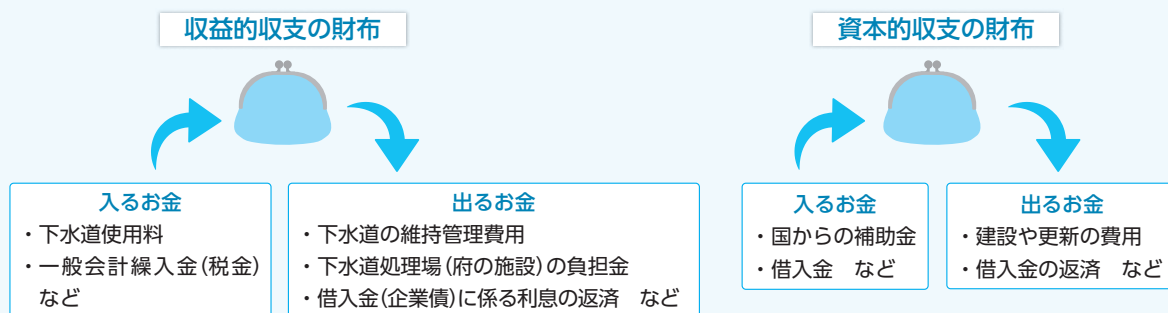 収益的収支の財布
入るお金
・下水道使用料
・一般会計繰入金(税金)
など
出るお金
・下水道の維持管理費用
・下水道処理場(府の施設)の負担金
・借入金(企業債)に係る利息の返済　など
資本的収支の財布
入るお金
・国からの補助金
・借入金　など
出るお金
・建設や更新の費用
・借入金の返済　など